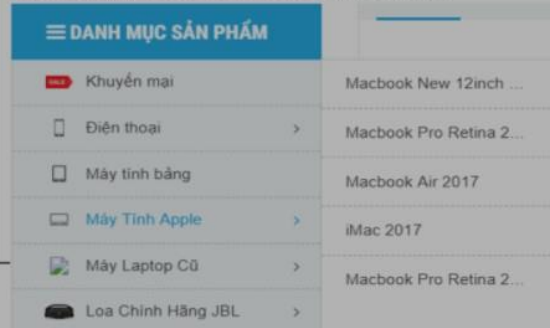 DANH MỤC SẢN PHẨM
SALE Khuyến mại
Điện thoại
Máy tính bảng
Máy Tính Apple
Máy Laptop Cũ
Loa Chính Hãng JBL
Macbook New 12inch ...
Macbook Pro Retina 2...
Macbook Air 2017
iMac 2017
Macbook Pro Retina 2...